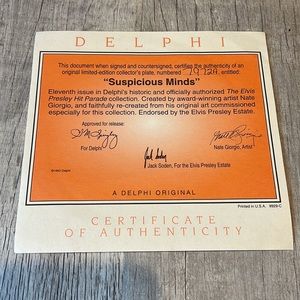 DELPHI
This document when signed and countersigned, certifies the authenticity of an
original limited-edition collector's plate, numbered entitled:
"Suspicious Minds"
Eleventh issue in Delphi's historic and officially authorized The Elvis
Presley Hit Parade collection. Created by award-winning artist Nate
Giorgio, and faithfully re-created from his original art commissioned
especially for this collection. Endorsed by the Elvis Presley Estate.
Approved for release:
For Delphi
Nate Giorgio, Artist
Jack Soden
Jack Soden, For the Elvis Presley Estate
A DELPHI ORIGINAL
CERTIFICATE
OF AUTHENTICITY